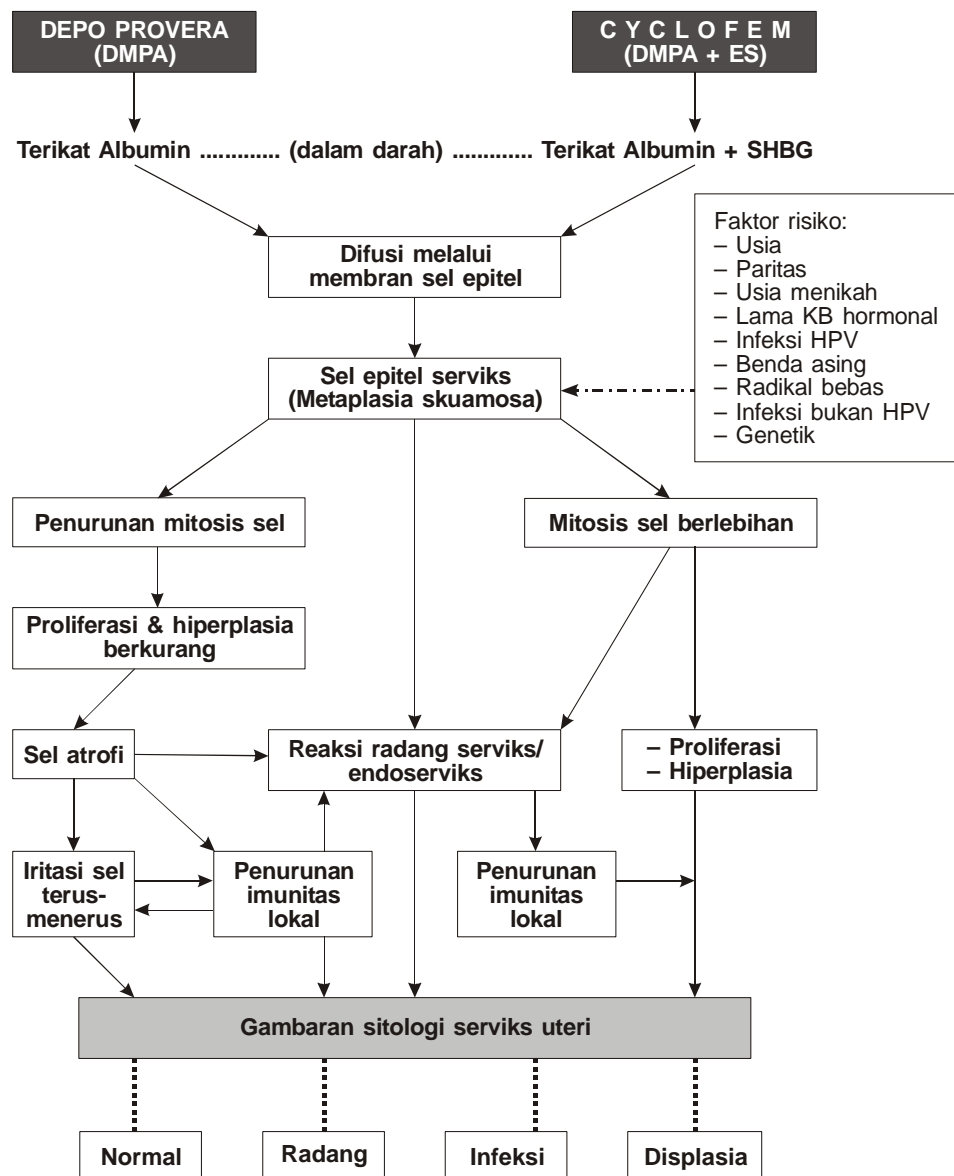 DEPO PROVERA
(DMPA)
C Y C L O F E M
(DMPA + ES)
Terikat Albumin ............. (dalam darah) ............. Terikat Albumin + SHBG
Difusi melalui
membran sel epitel
Faktor risiko:
– Usia
– Paritas
– Usia menikah
– Lama KB hormonal
– Infeksi HPV
– Benda asing
– Radikal bebas
– Infeksi bukan HPV
– Genetik
Sel epitel serviks
(Metaplasia skuamosa)
Penurunan mitosis sel
Mitosis sel berlebihan
Proliferasi & hiperplasia
berkurang
Sel atrofi
Reaksi radang serviks/
endoserviks
– Proliferasi
– Hiperplasia
Iritasi sel
terus-
menerus
Penurunan
imunitas
lokal
Penurunan
imunitas
lokal
Gambaran sitologi serviks uteri
Normal
Radang
Infeksi
Displasia